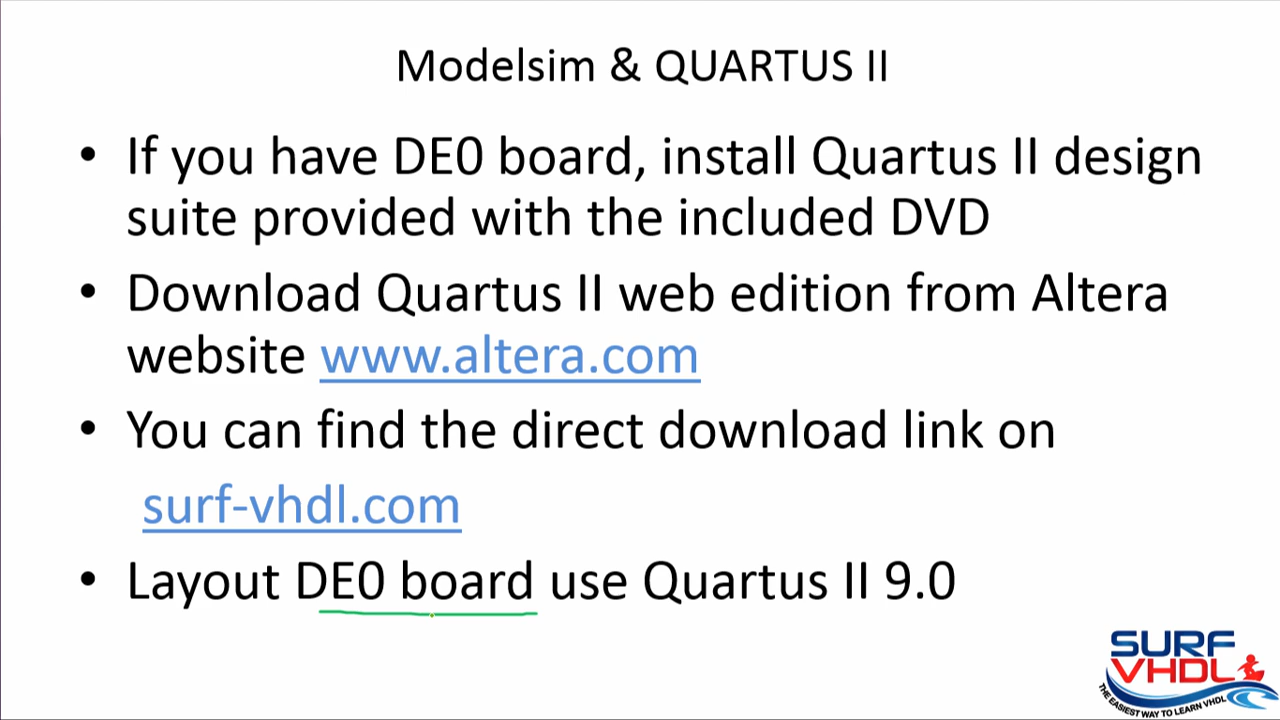 Modelsim & QUARTUS II
• If you have DE0 board, install Quartus II design
suite provided with the included DVD
• Download Quartus II web edition from Altera
website www.altera.com
• You can find the direct download link on
surf-vhdl.com
• Layout DE0 board use Quartus II 9.0
SURF
VHDL
THE EASIEST WAY TO LEARN VHDL